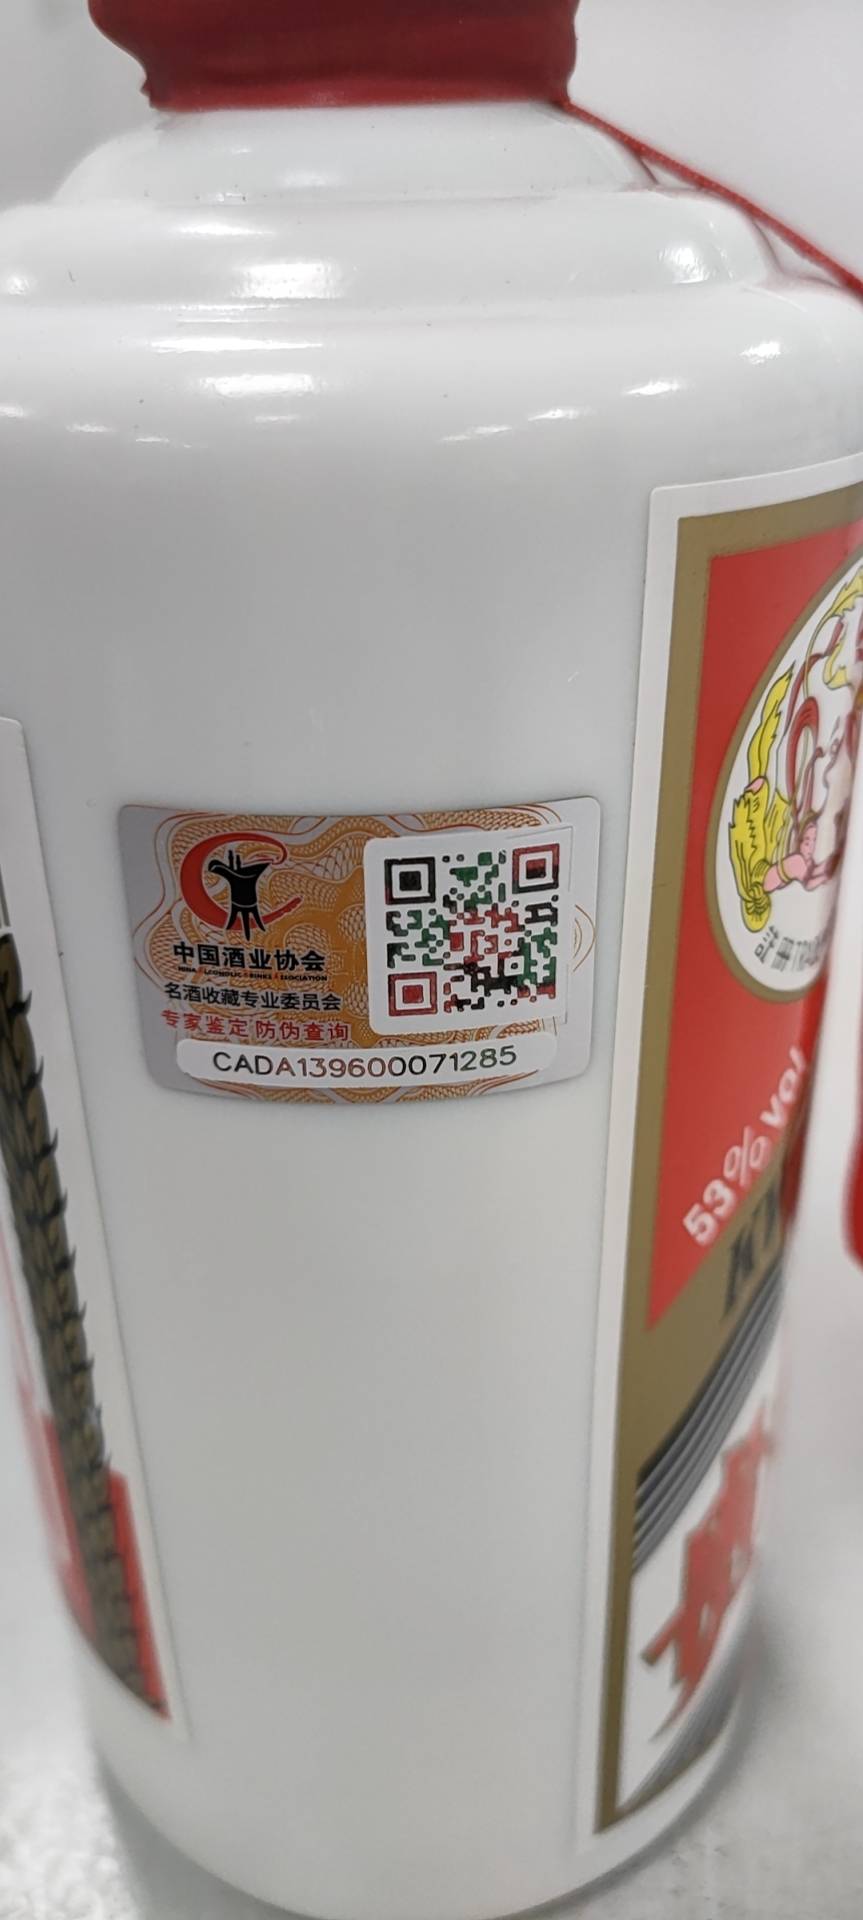 中国酒业协会
名酒收藏专业委员会
专家鉴定防伪查询
CADA139600071285
53% vol